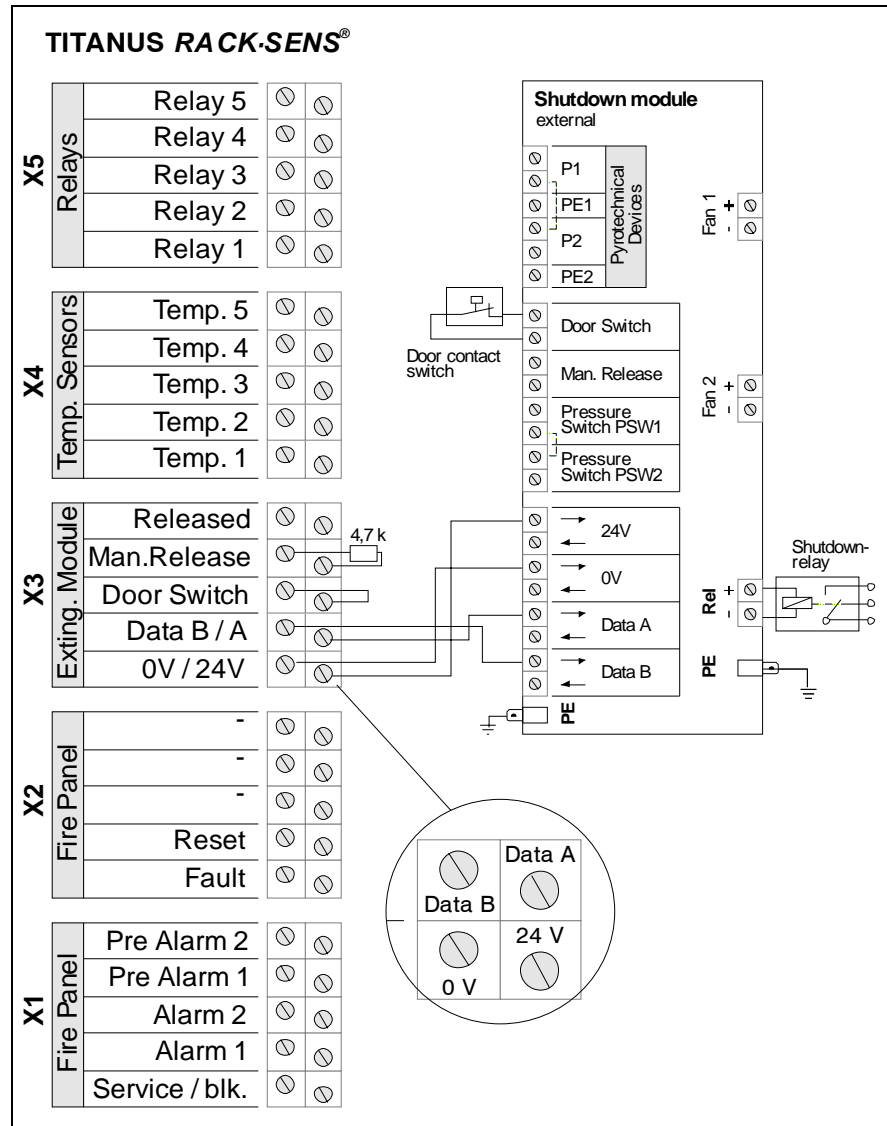 TITANUS RACK·SENS®
X5
Relays
Relay 5
Relay 4
Relay 3
Relay 2
Relay 1
X4
Temp. Sensors
Temp. 5
Temp. 4
Temp. 3
Temp. 2
Temp. 1
X3
Exting. Module
Released
Man.Release
Door Switch
Data B / A
0V / 24V
4,7 k
X2
Fire Panel
-
-
-
Reset
Fault
X1
Fire Panel
Pre Alarm 2
Pre Alarm 1
Alarm 2
Alarm 1
Service / blk.
Shutdown module
external
P1
PE1
P2
PE2
Pyrotechnical
Devices
Door contact
switch
Door Switch
Man. Release
Pressure
Switch PSW1
Pressure
Switch PSW2
24V
0V
Data A
Data B
PE
Fan 1
+
-
Fan 2
+
-
Rel
+
-
PE
Shutdown-
relay
Data A
Data B
24 V
0 V